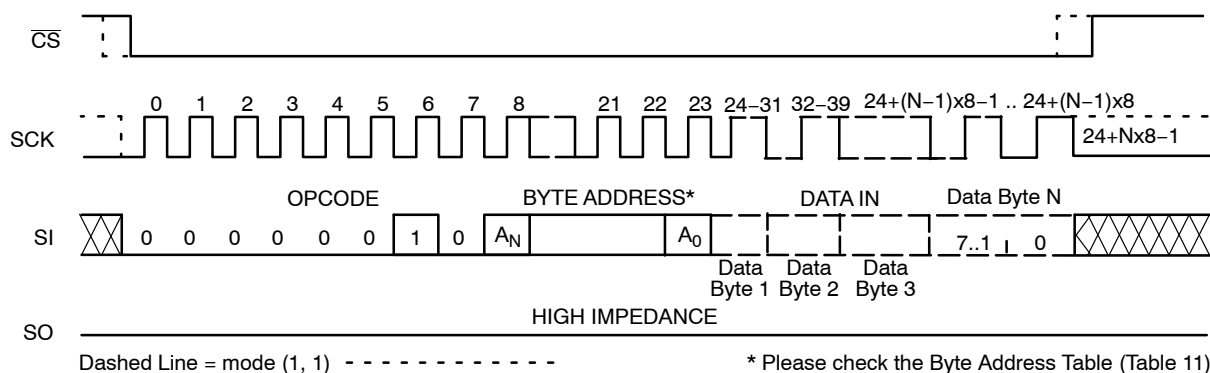 CS
0 1 2 3 4 5 6 7 8 21 22 23 24−31 32−39 24+(N−1)x8−1 .. 24+(N−1)x8
SCK
24+Nx8−1
OPCODE BYTE ADDRESS* DATA IN Data Byte N
SI 0 0 0 0 0 0 1 0 AN A0 7..1 0
Data Data Data
Byte 1 Byte 2 Byte 3
HIGH IMPEDANCE
SO
Dashed Line = mode (1, 1) * Please check the Byte Address Table (Table 11)